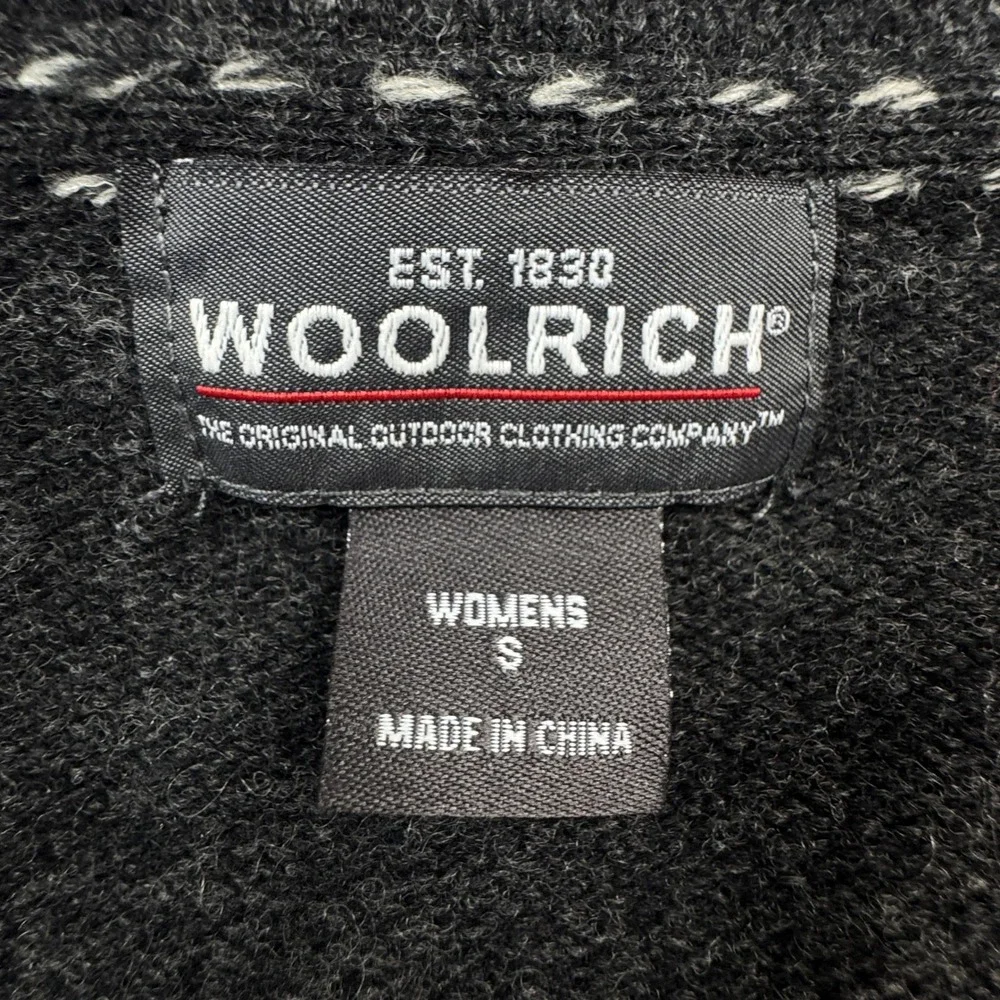 EST. 1830
WOOLRICH®
THE ORIGINAL OUTDOOR CLOTHING COMPANY™
WOMENS
S
MADE IN CHINA